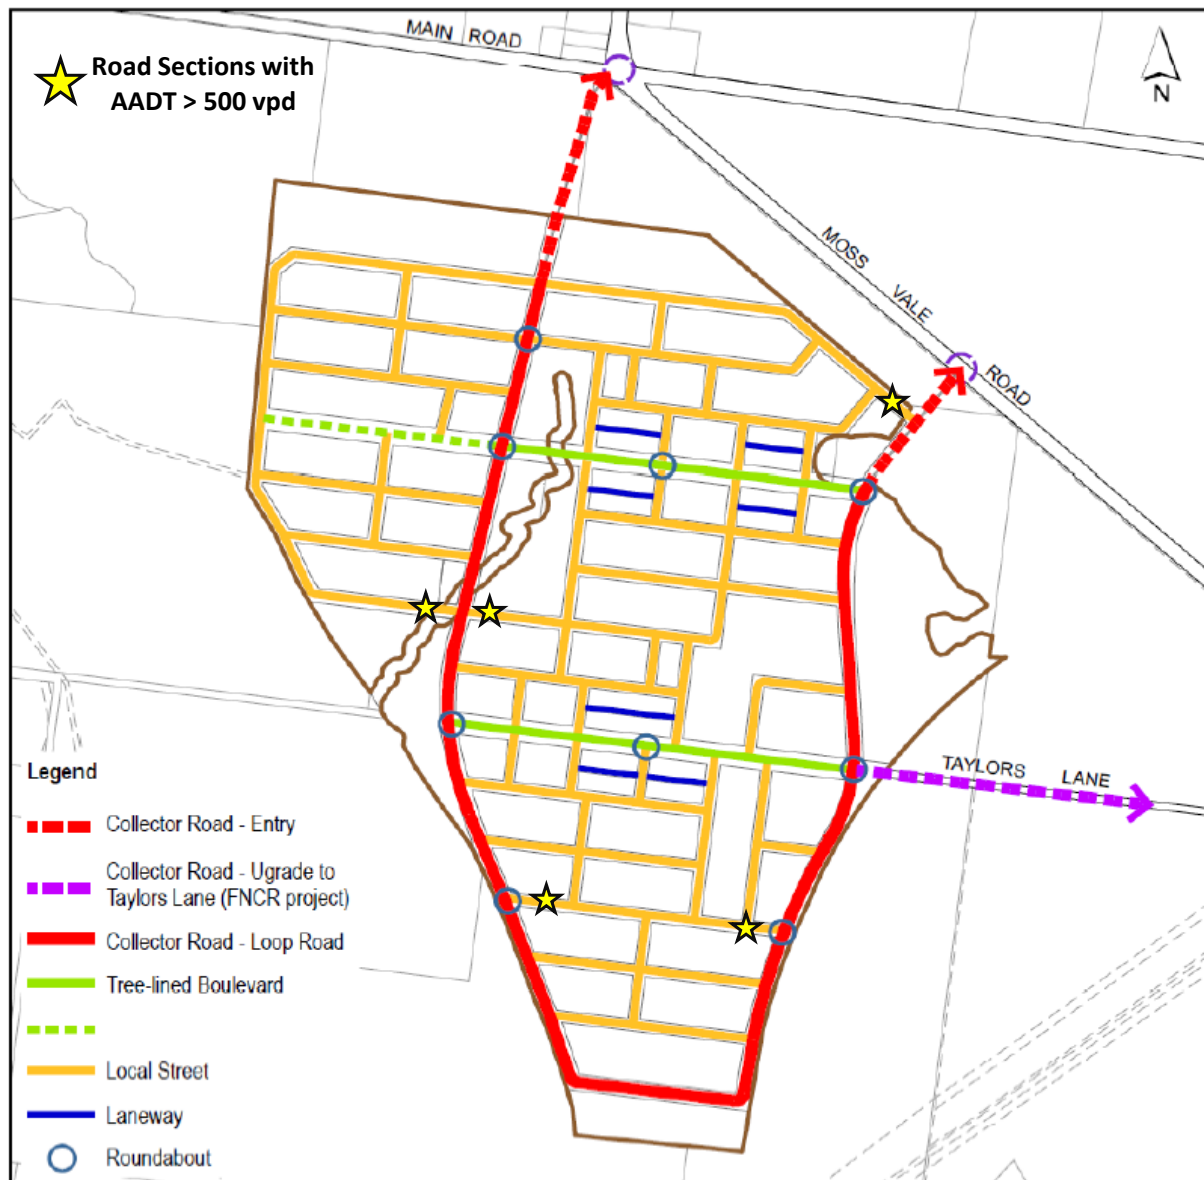 MAIN ROAD
Road Sections with
AADT > 500 vpd
N
MOSS VALE ROAD
TAYLORS LANE
Legend
Collector Road - Entry
Collector Road - Ugrade to
Taylors Lane (FNCR project)
Collector Road - Loop Road
Tree-lined Boulevard
Local Street
Laneway
Roundabout